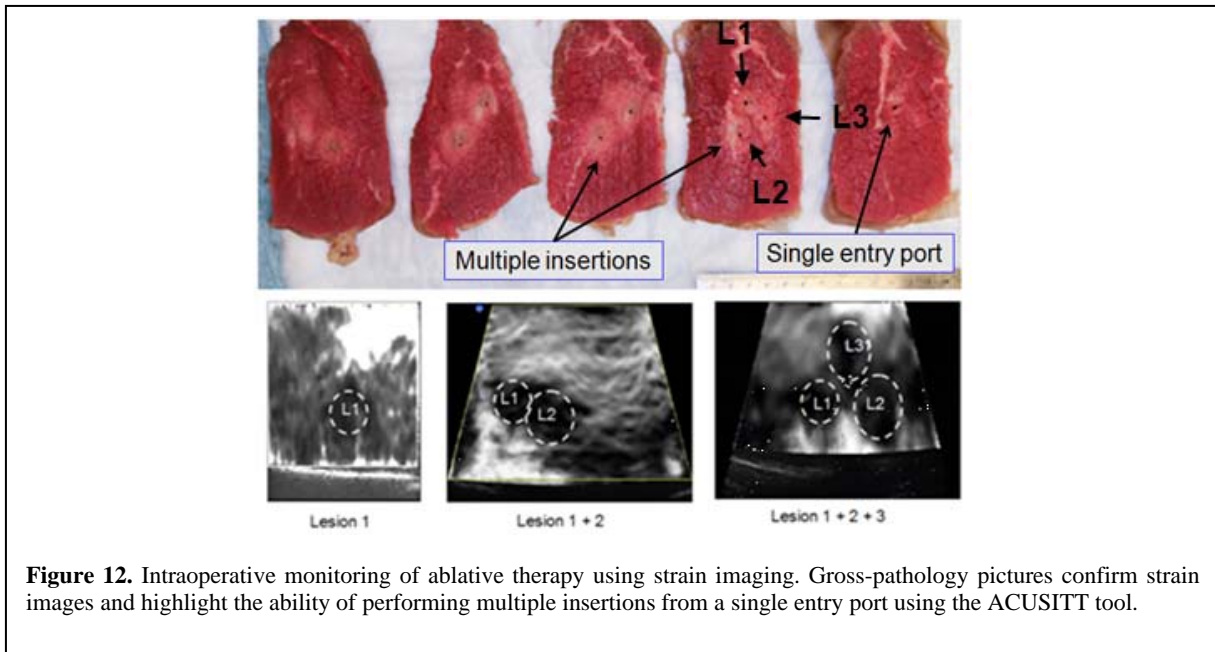 L1
L3
L2
Multiple insertions
Single entry port
L1
L1
L2
L3
L1
L2
Lesion 1
Lesion 1 + 2
Lesion 1 + 2 + 3
Figure 12. Intraoperative monitoring of ablative therapy using strain imaging. Gross-pathology pictures confirm strain
images and highlight the ability of performing multiple insertions from a single entry port using the ACUSITT tool.